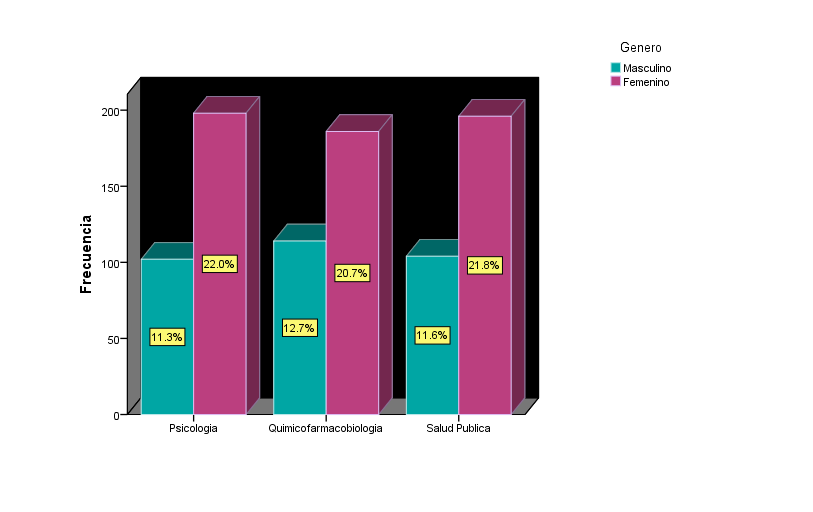 Genero
Masculino
Femenino
Frecuencia
200
150
100
50
0
11.3%
22.0%
12.7%
20.7%
11.6%
21.8%
Psicologia
Quimicofarmacobiologia
Salud Publica